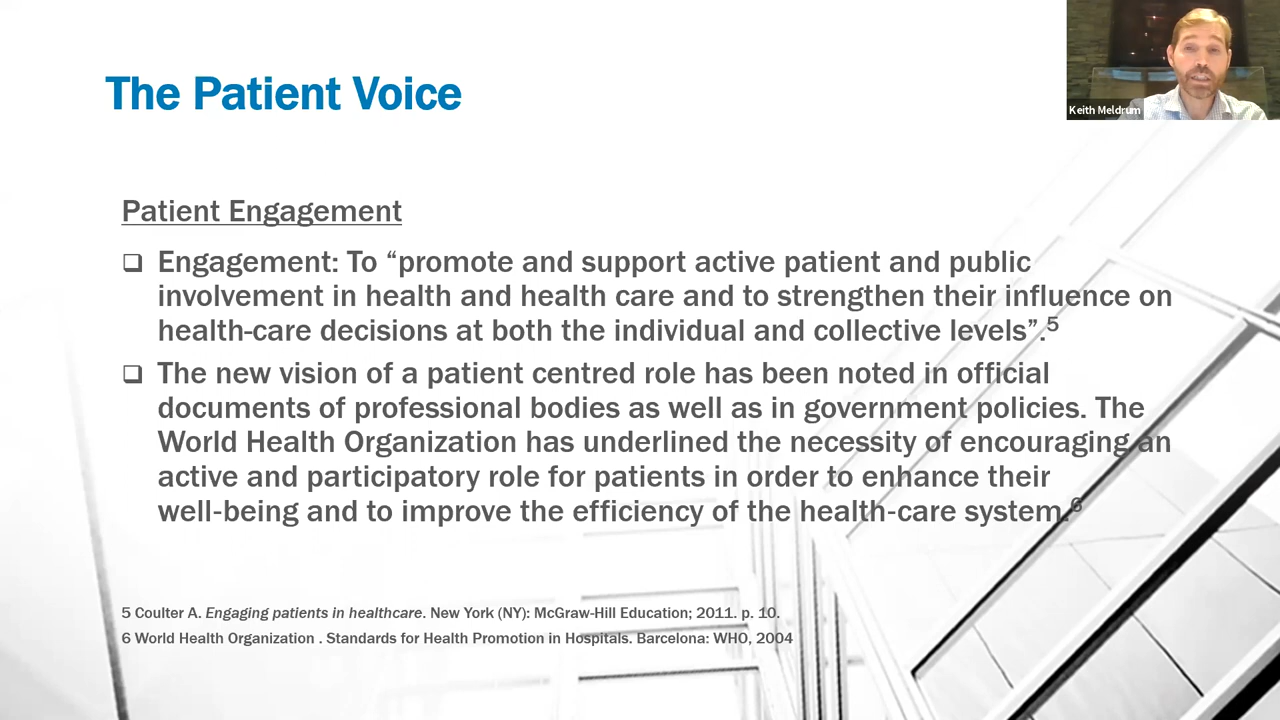 The Patient Voice
Keith Meldrum
Patient Engagement
❑ Engagement: To “promote and support active patient and public
involvement in health and health care and to strengthen their influence on
health-care decisions at both the individual and collective levels”.5
❑ The new vision of a patient centred role has been noted in official
documents of professional bodies as well as in government policies. The
World Health Organization has underlined the necessity of encouraging an
active and participatory role for patients in order to enhance their
well-being and to improve the efficiency of the health-care system.6
5 Coulter A. Engaging patients in healthcare. New York (NY): McGraw-Hill Education; 2011. p. 10.
6 World Health Organization . Standards for Health Promotion in Hospitals. Barcelona: WHO, 2004